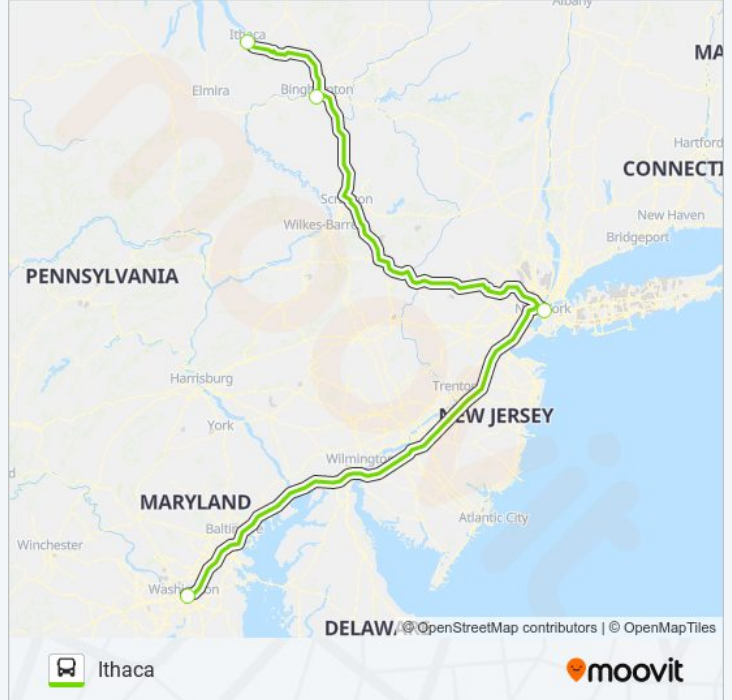 Albany
Ithaca
MA
Elmira
Binghamton
Hartford
CONNECTI
Scranton
New Haven
Wilkes-Barre
Bridgeport
PENNSYLVANIA
New York
Harrisburg
Trenton
NEW JERSEY
York
Wilmington
MARYLAND
Atlantic City
Baltimore
Winchester
Washington
DELAWARE
© OpenStreetMap contributors | © OpenMapTiles
Ithaca
moovit